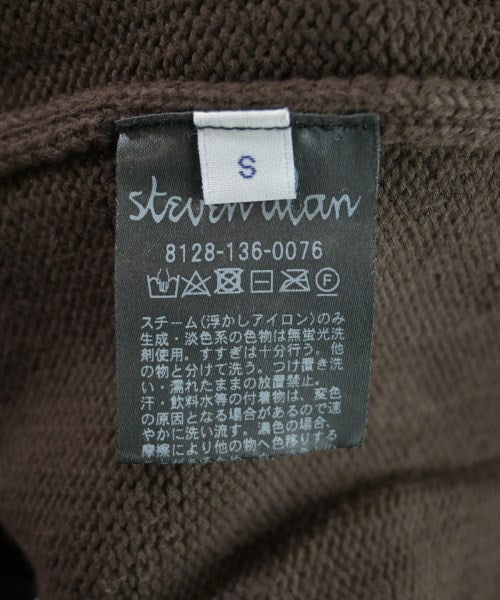 S
steven alan
8128-136-0076
F
スチーム(浮かしアイロン)のみ
生成・淡色系の色物は無蛍光洗
剤使用。すすぎは十分行う。他
の物と分けて洗う。つけ置き洗
い・濡れたままの放置禁止。
汗・飲料水等の付着物は、変色
の原因となる場合があるので速
やかに洗い流す。濃色の場合、
摩擦により他の物へ色移りする